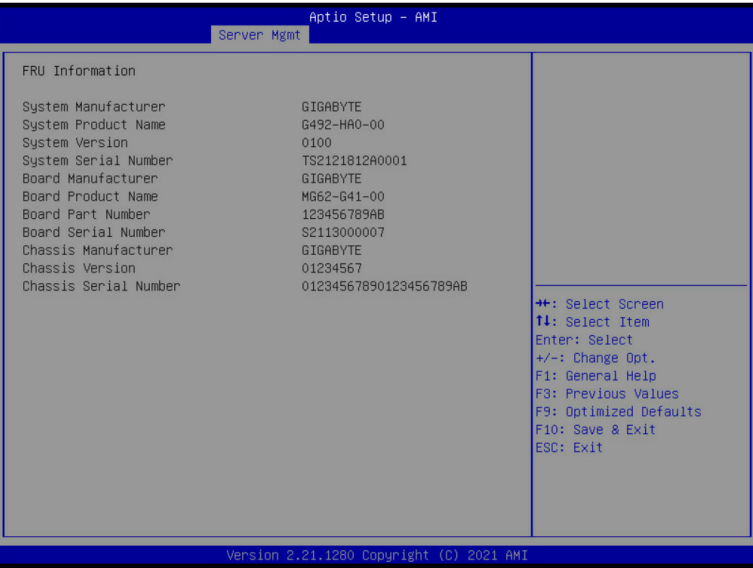 Aptio Setup – AMI
Server Mgmt
FRU Information
System Manufacturer GIGABYTE
System Product Name G492-HA0-00
System Version 0100
System Serial Number TS2121812A0001
Board Manufacturer GIGABYTE
Board Product Name MG62-G41-00
Board Part Number 123456789AB
Board Serial Number S2113000007
Chassis Manufacturer GIGABYTE
Chassis Version 01234567
Chassis Serial Number 01234567890123456789AB
→←: Select Screen
↑↓: Select Item
Enter: Select
+/-: Change Opt.
F1: General Help
F3: Previous Values
F9: Optimized Defaults
F10: Save & Exit
ESC: Exit
Version 2.21.1280 Copyright (C) 2021 AMI